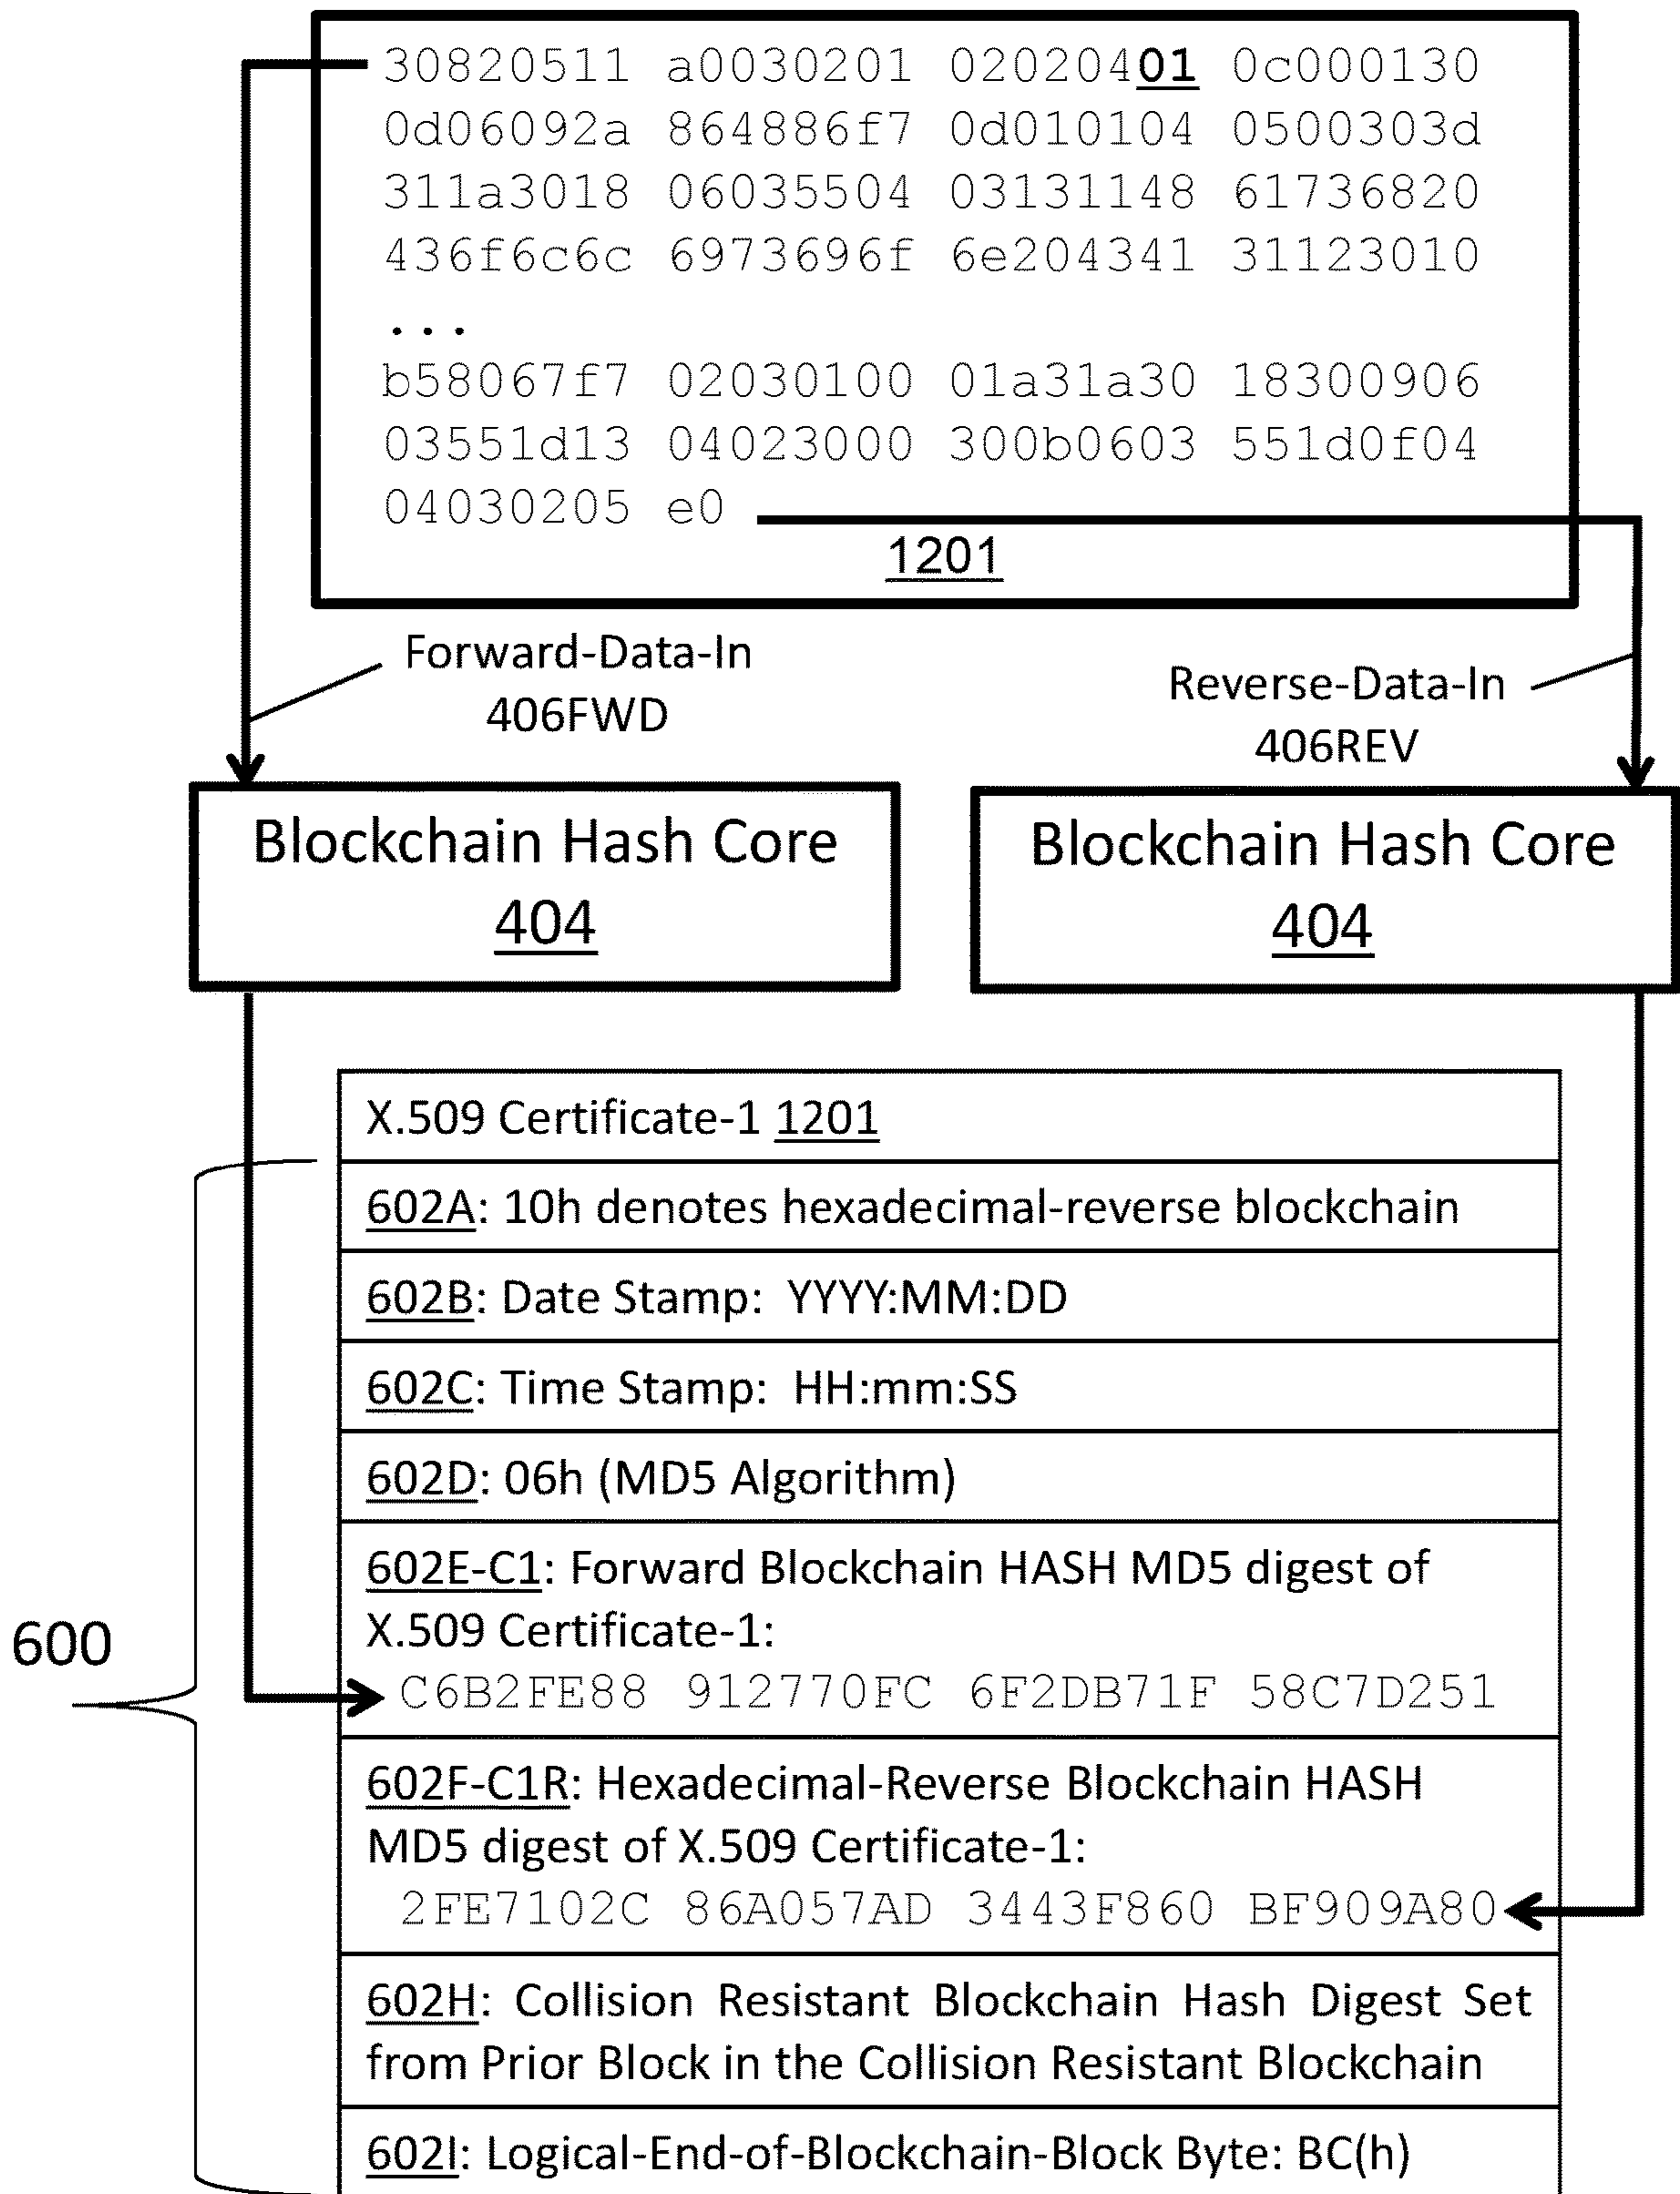 30820511 a0030201 02020401 0c000130
0d06092a 864886f7 0d010104 0500303d
311a3018 06035504 03131148 61736820
436f6c6c 6973696f 6e204341 31123010
...
b58067f7 02030100 01a31a30 18300906
03551d13 04023000 300b0603 551d0f04
04030205 e0
1201
Forward-Data-In
406FWD
Reverse-Data-In
406REV
Blockchain Hash Core
404
Blockchain Hash Core
404
X.509 Certificate-1 1201
602A: 10h denotes hexadecimal-reverse blockchain
602B: Date Stamp: YYYY:MM:DD
602C: Time Stamp: HH:mm:SS
602D: 06h (MD5 Algorithm)
602E-C1: Forward Blockchain HASH MD5 digest of
X.509 Certificate-1:
C6B2FE88 912770FC 6F2DB71F 58C7D251
600
602F-C1R: Hexadecimal-Reverse Blockchain HASH
MD5 digest of X.509 Certificate-1:
2FE7102C 86A057AD 3443F860 BF909A80
602H: Collision Resistant Blockchain Hash Digest Set
from Prior Block in the Collision Resistant Blockchain
602I: Logical-End-of-Blockchain-Block Byte: BC(h)